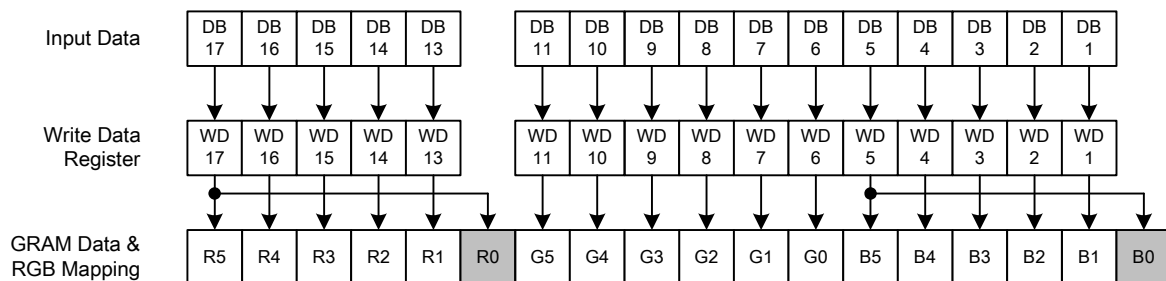 Input Data
DB 17 DB 16 DB 15 DB 14 DB 13 DB 11 DB 10 DB 9 DB 8 DB 7 DB 6 DB 5 DB 4 DB 3 DB 2 DB 1
Write Data
Register
WD 17 WD 16 WD 15 WD 14 WD 13 WD 11 WD 10 WD 9 WD 8 WD 7 WD 6 WD 5 WD 4 WD 3 WD 2 WD 1
GRAM Data &
RGB Mapping
R5 R4 R3 R2 R1 R0 G5 G4 G3 G2 G1 G0 B5 B4 B3 B2 B1 B0